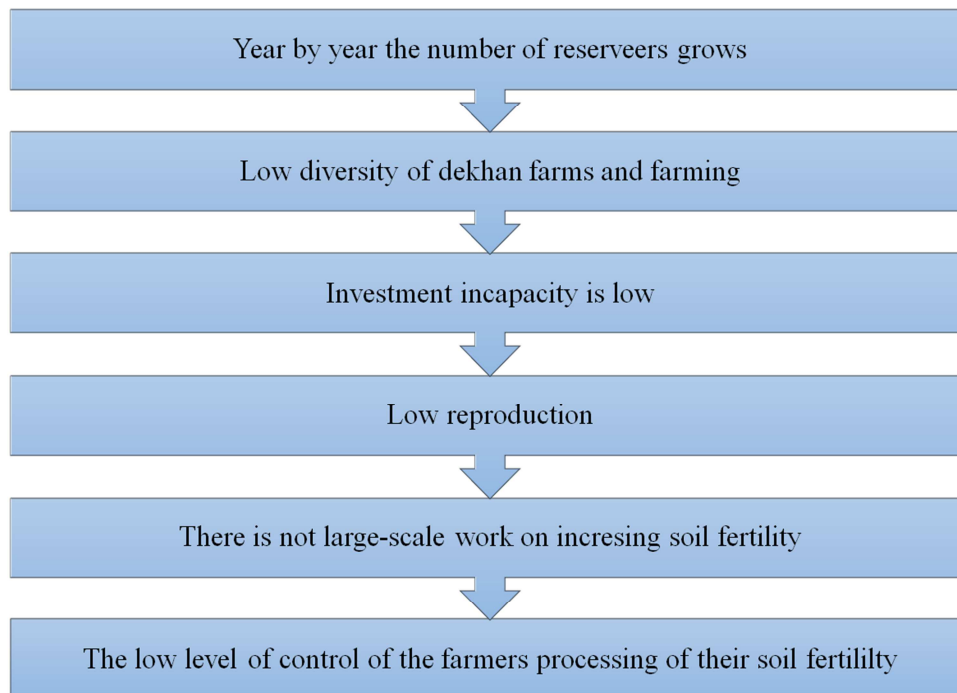 Year by year the number of reserveers grows
Low diversity of dekhan farms and farming
Investment incapacity is low
Low reproduction
There is not large-scale work on incresing soil fertility
The low level of control of the farmers processing of their soil fertililty